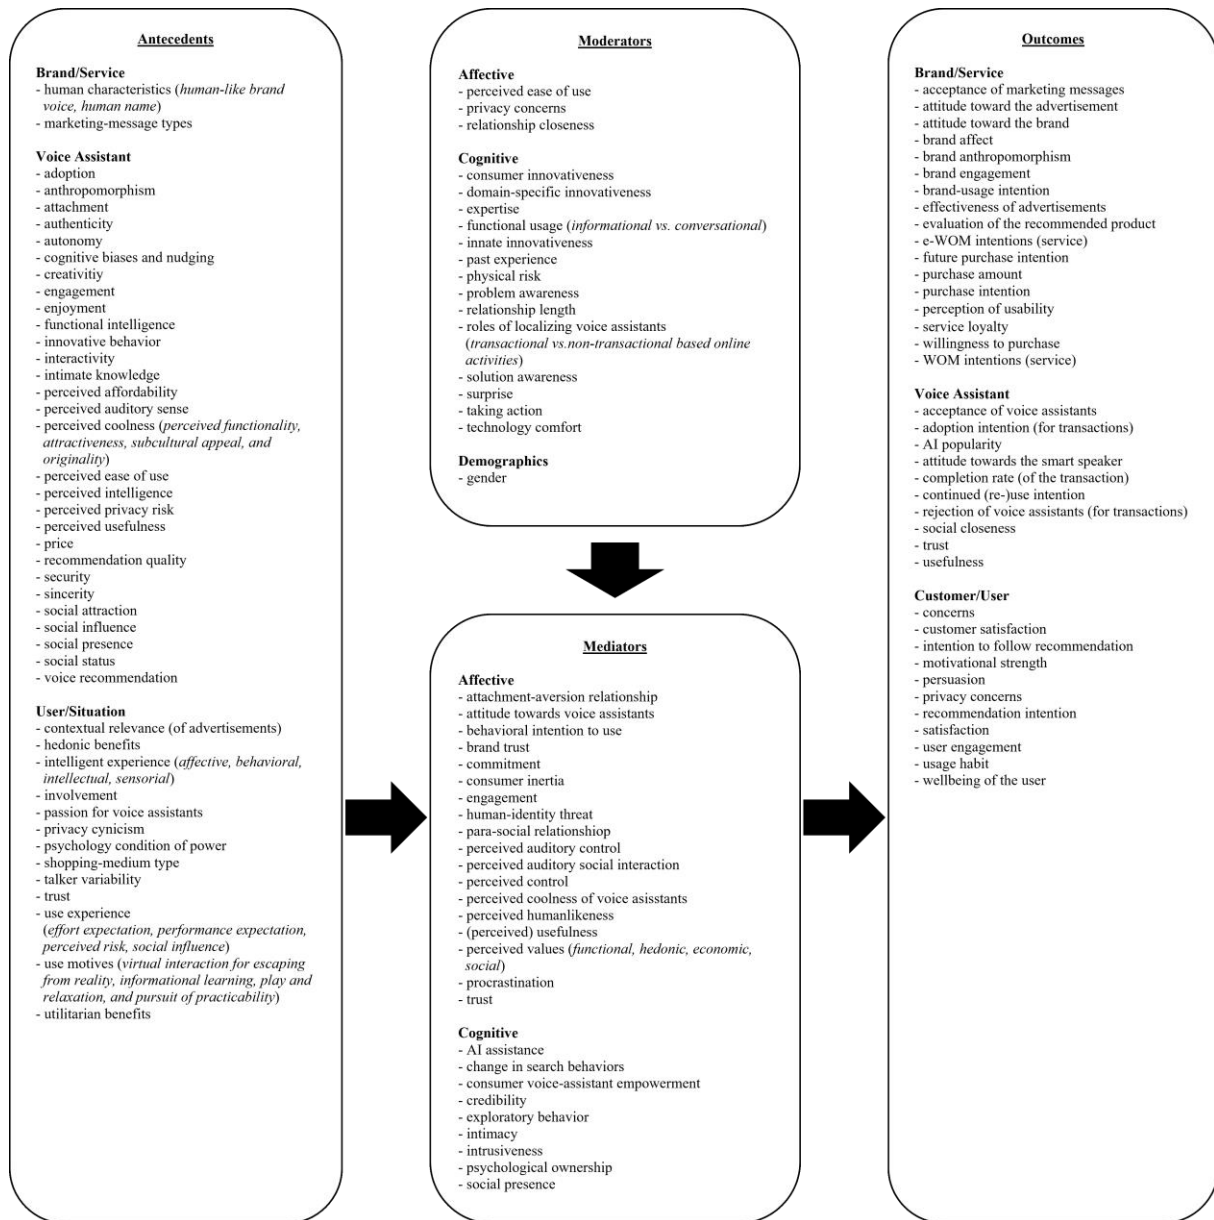 Antecedents
Brand/Service
- human characteristics (human-like brand
voice, human name)
- marketing-message types
Voice Assistant
- adoption
- anthropomorphism
- attachment
- authenticity
- autonomy
- cognitive biases and nudging
- creativitiy
- engagement
- enjoyment
- functional intelligence
- innovative behavior
- interactivity
- intimate knowledge
- perceived affordability
- perceived auditory sense
- perceived coolness (perceived functionality,
attractiveness, subcultural appeal, and
originality)
- perceived ease of use
- perceived intelligence
- perceived privacy risk
- perceived usefulness
- price
- recommendation quality
- security
- sincerity
- social attraction
- social influence
- social presence
- social status
- voice recommendation
User/Situation
- contextual relevance (of advertisements)
- hedonic benefits
- intelligent experience (affective, behavioral,
intellectual, sensorial)
- involvement
- passion for voice assistants
- privacy cynicism
- psychology condition of power
- shopping-medium type
- talker variability
- trust
- use experience
(effort expectation, performance expectation,
perceived risk, social influence)
- use motives (virtual interaction for escaping
from reality, informational learning, play and
relaxation, and pursuit of practicability)
- utilitarian benefits
Moderators
Affective
- perceived ease of use
- privacy concerns
- relationship closeness
Cognitive
- consumer innovativeness
- domain-specific innovativeness
- expertise
- functional usage (informational vs. conversational)
- innate innovativeness
- past experience
- physical risk
- problem awareness
- relationship length
- roles of localizing voice assistants
(transactional vs.non-transactional based online
activities)
- solution awareness
- surprise
- taking action
- technology comfort
Demographics
- gender
Mediators
Affective
- attachment-aversion relationship
- attitude towards voice assistants
- behavioral intention to use
- brand trust
- commitment
- consumer inertia
- engagement
- human-identity threat
- para-social relationshiop
- perceived auditory control
- perceived auditory social interaction
- perceived control
- perceived coolness of voice asisstants
- perceived humanlikeness
- (perceived) usefulness
- perceived values (functional, hedonic, economic,
social)
- procrastination
- trust
Cognitive
- AI assistance
- change in search behaviors
- consumer voice-assistant empowerment
- credibility
- exploratory behavior
- intimacy
- intrusiveness
- psychological ownership
- social presence
Outcomes
Brand/Service
- acceptance of marketing messages
- attitude toward the advertisement
- attitude toward the brand
- brand affect
- brand anthropomorphism
- brand engagement
- brand-usage intention
- effectiveness of advertisements
- evaluation of the recommended product
- e-WOM intentions (service)
- future purchase intention
- purchase amount
- purchase intention
- perception of usability
- service loyalty
- willingness to purchase
- WOM intentions (service)
Voice Assistant
- acceptance of voice assistants
- adoption intention (for transactions)
- AI popularity
- attitude towards the smart speaker
- completion rate (of the transaction)
- continued (re-)use intention
- rejection of voice assistants (for transactions)
- social closeness
- trust
- usefulness
Customer/User
- concerns
- customer satisfaction
- intention to follow recommendation
- motivational strength
- persuasion
- privacy concerns
- recommendation intention
- satisfaction
- user engagement
- usage habit
- wellbeing of the user